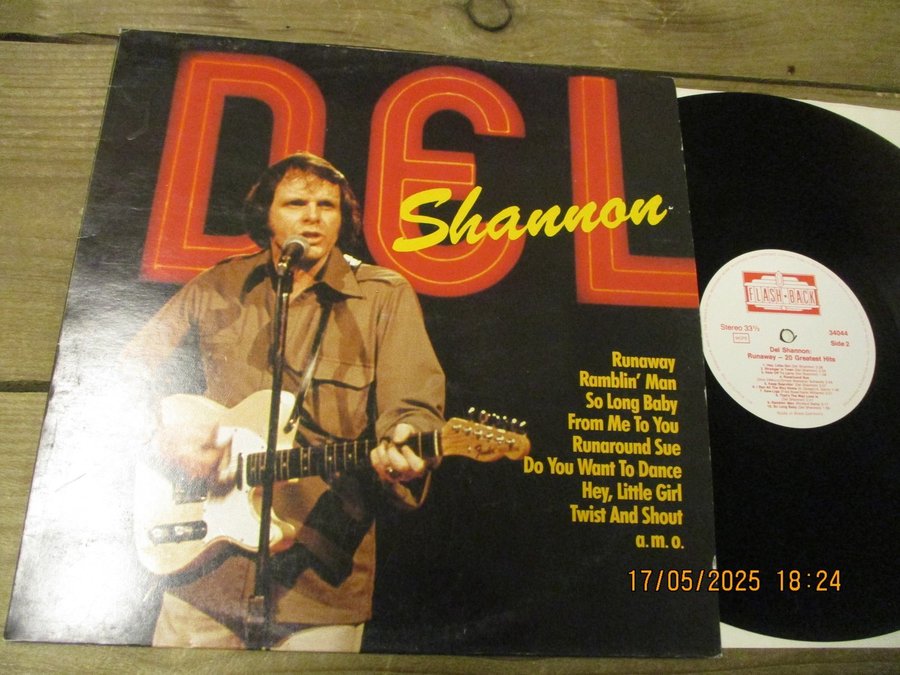 DEL
Shannon
Runaway
Ramblin' Man
So Long Baby
From Me To You
Runaround Sue
Do You Want To Dance
Hey, Little Girl
Twist And Shout
a.m.o.
FLASH-BACK
Stereo 33⅓
34044
Side 2
Del Shannon:
Runaway – 20 Greatest Hits
17/05/2025 18:24